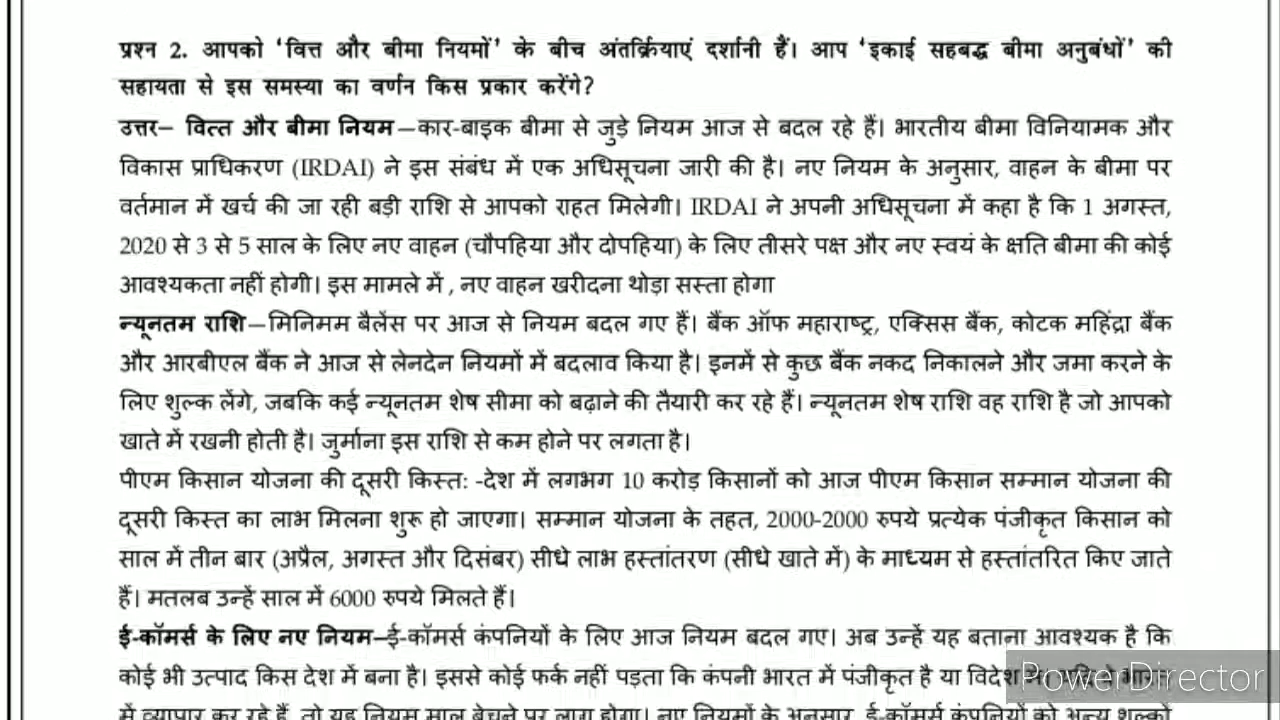 प्रश्न 2. आपको ‘वित्त और बीमा नियमों’ के बीच अंतर्क्रियाएं दर्शानी हैं। आप ‘इकाई सहबद्ध बीमा अनुबंधों’ की
सहायता से इस समस्या का वर्णन किस प्रकार करेंगे?
उत्तर– वित्त और बीमा नियम—कार-बाइक बीमा से जुड़े नियम आज से बदल रहे हैं। भारतीय बीमा विनियामक और
विकास प्राधिकरण (IRDAI) ने इस संबंध में एक अधिसूचना जारी की है। नए नियम के अनुसार, वाहन के बीमा पर
वर्तमान में खर्च की जा रही बड़ी राशि से आपको राहत मिलेगी। IRDAI ने अपनी अधिसूचना में कहा है कि 1 अगस्त,
2020 से 3 से 5 साल के लिए नए वाहन (चौपहिया और दोपहिया) के लिए तीसरे पक्ष और नए स्वयं के क्षति बीमा की कोई
आवश्यकता नहीं होगी। इस मामले में , नए वाहन खरीदना थोड़ा सस्ता होगा
न्यूनतम राशि—मिनिमम बैलेंस पर आज से नियम बदल गए हैं। बैंक ऑफ महाराष्ट्र, एक्सिस बैंक, कोटक महिंद्रा बैंक
और आरबीएल बैंक ने आज से लेनदेन नियमों में बदलाव किया है। इनमें से कुछ बैंक नकद निकालने और जमा करने के
लिए शुल्क लेंगे, जबकि कई न्यूनतम शेष सीमा को बढ़ाने की तैयारी कर रहे हैं। न्यूनतम शेष राशि वह राशि है जो आपको
खाते में रखनी होती है। जुर्माना इस राशि से कम होने पर लगता है।
पीएम किसान योजना की दूसरी किस्त: -देश में लगभग 10 करोड़ किसानों को आज पीएम किसान सम्मान योजना की
दूसरी किस्त का लाभ मिलना शुरू हो जाएगा। सम्मान योजना के तहत, 2000-2000 रुपये प्रत्येक पंजीकृत किसान को
साल में तीन बार (अप्रैल, अगस्त और दिसंबर) सीधे लाभ हस्तांतरण (सीधे खाते में) के माध्यम से हस्तांतरित किए जाते
हैं। मतलब उन्हें साल में 6000 रुपये मिलते हैं।
ई-कॉमर्स के लिए नए नियम—ई-कॉमर्स कंपनियों के लिए आज नियम बदल गए। अब उन्हें यह बताना आवश्यक है कि
कोई भी उत्पाद किस देश में बना है। इससे कोई फर्क नहीं पड़ता कि कंपनी भारत में पंजीकृत है या विदेश
में व्यापार कर रहे हैं, तो यह नियम माल बेचने पर लागू होगा। नए नियमों के अनुसार, ई-कॉमर्स कंपनियों को अन्य शुल्कों
PowerDirector